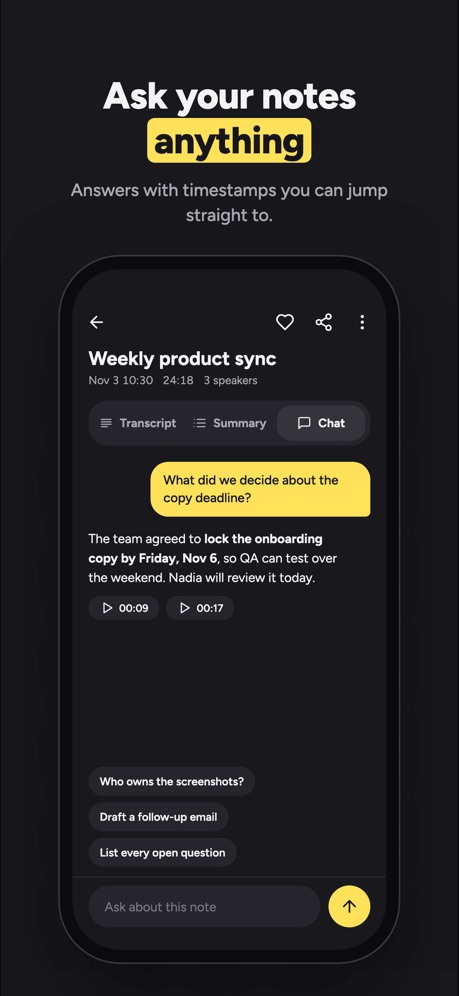 Ask your notes
anything
Answers with timestamps you can jump
straight to.
Weekly product sync
Nov 3 10:30 24:18 3 speakers
Transcript Summary Chat
What did we decide about the
copy deadline?
The team agreed to lock the onboarding
copy by Friday, Nov 6, so QA can test over
the weekend. Nadia will review it today.
00:09 00:17
Who owns the screenshots?
Draft a follow-up email
List every open question
Ask about this note